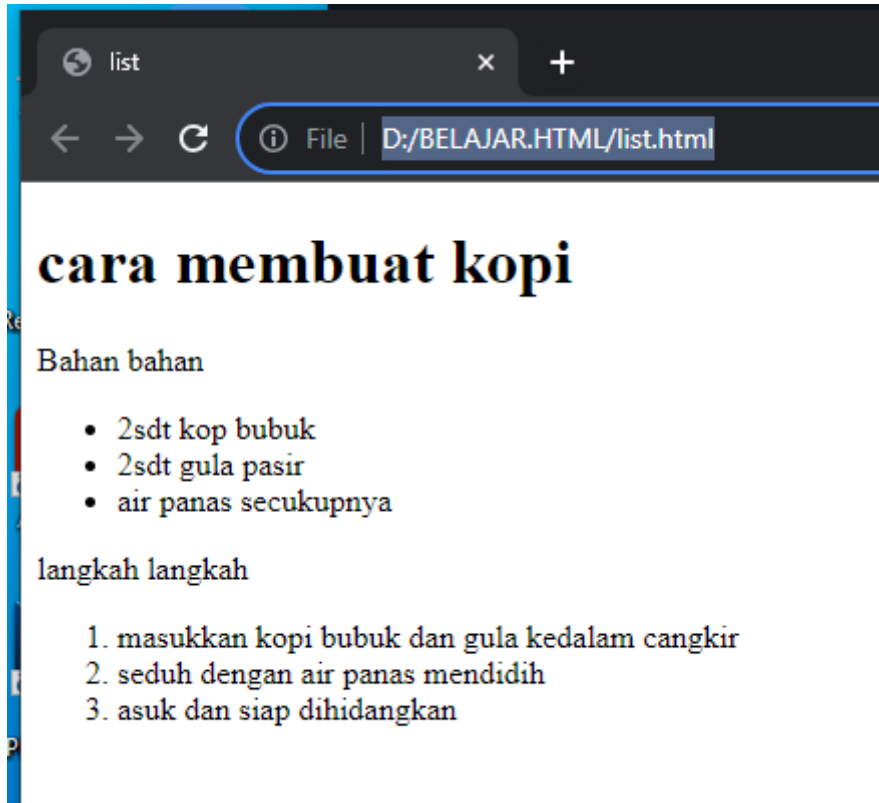 list
File
D:/BELAJAR.HTML/list.html
cara membuat kopi
Bahan bahan
• 2sdt kop bubuk
• 2sdt gula pasir
• air panas secukupnya
langkah langkah
1. masukkan kopi bubuk dan gula kedalam cangkir
2. seduh dengan air panas mendidih
3. asuk dan siap dihidangkan